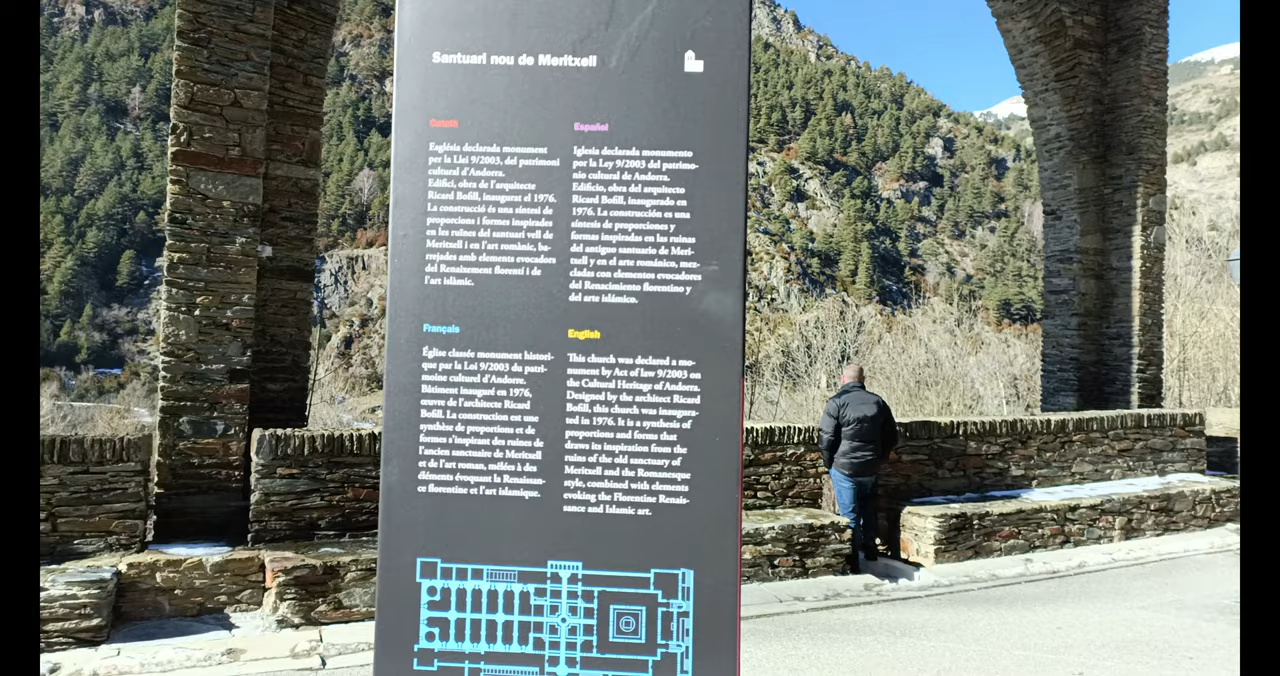 Santuari nou de Meritxell
Català
Església declarada monument
per la Llei 9/2003, del patrimoni
cultural d'Andorra.
Edifici, obra de l'arquitecte
Ricard Bofill, inaugurat el 1976.
La construcció és una síntesi de
proporcions i formes inspirades
en les ruïnes del santuari vell de
Meritxell i en l'art romànic, ba-
rrejades amb elements evocadors
del Renaixement florentí i de
l'art islàmic.
Español
Iglesia declarada monumento
por la Ley 9/2003 del patrimo-
nio cultural de Andorra.
Edificio, obra del arquitecto
Ricard Bofill, inaugurado en
1976. La construcción es una
síntesis de proporciones y
formas inspiradas en las ruinas
del antiguo santuario de Meri-
txell y en el arte románico, mez-
cladas con elementos evocadores
del Renacimiento florentino y
del arte islámico.
Français
Église classée monument histori-
que par la Loi 9/2003 du patri-
moine culturel d'Andorre.
Bâtiment inauguré en 1976,
œuvre de l'architecte Ricard
Bofill. La construction est une
synthèse de proportions et de
formes s'inspirant des ruines de
l'ancien sanctuaire de Meritxell
et de l'art roman, mêlées à des
éléments évoquant la Renaissan-
ce florentine et l'art islamique.
English
This church was declared a mo-
nument by Act of law 9/2003 on
the Cultural Heritage of Andorra.
Designed by the architect Ricard
Bofill, this church was inaugura-
ted in 1976. It is a synthesis of
proportions and forms that
draws its inspiration from the
ruins of the old sanctuary of
Meritxell and the Romanesque
style, combined with elements
evoking the Florentine Renais-
sance and Islamic art.